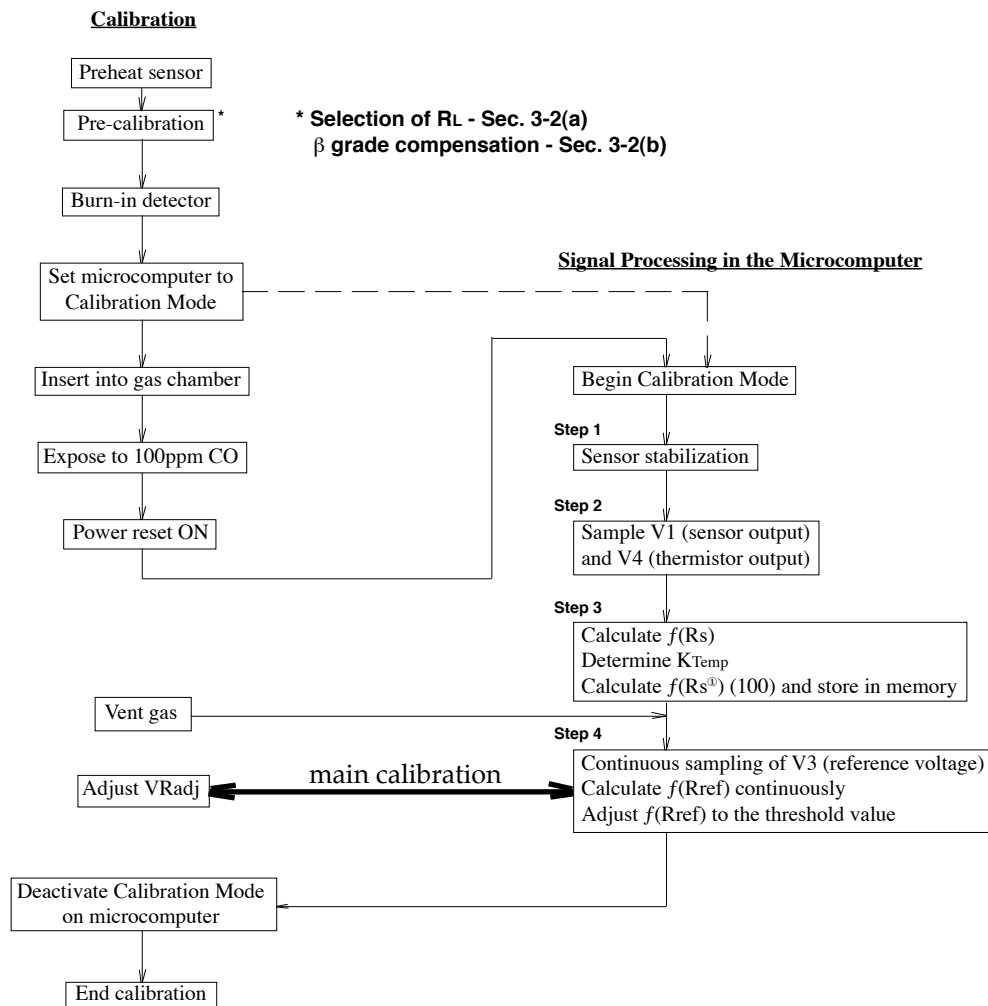 Calibration
Preheat sensor
Pre-calibration *
* Selection of RL - Sec. 3-2(a)
β grade compensation - Sec. 3-2(b)
Burn-in detector
Set microcomputer to
Calibration Mode
Insert into gas chamber
Expose to 100ppm CO
Power reset ON
Signal Processing in the Microcomputer
Begin Calibration Mode
Step 1
Sensor stabilization
Step 2
Sample V1 (sensor output)
and V4 (thermistor output)
Step 3
Calculate ƒ(Rs)
Determine KTemp
Calculate ƒ(Rs①) (100) and store in memory
Vent gas
Step 4
Continuous sampling of V3 (reference voltage)
Calculate ƒ(Rref) continuously
Adjust ƒ(Rref) to the threshold value
main calibration
Adjust VRadj
Deactivate Calibration Mode
on microcomputer
End calibration